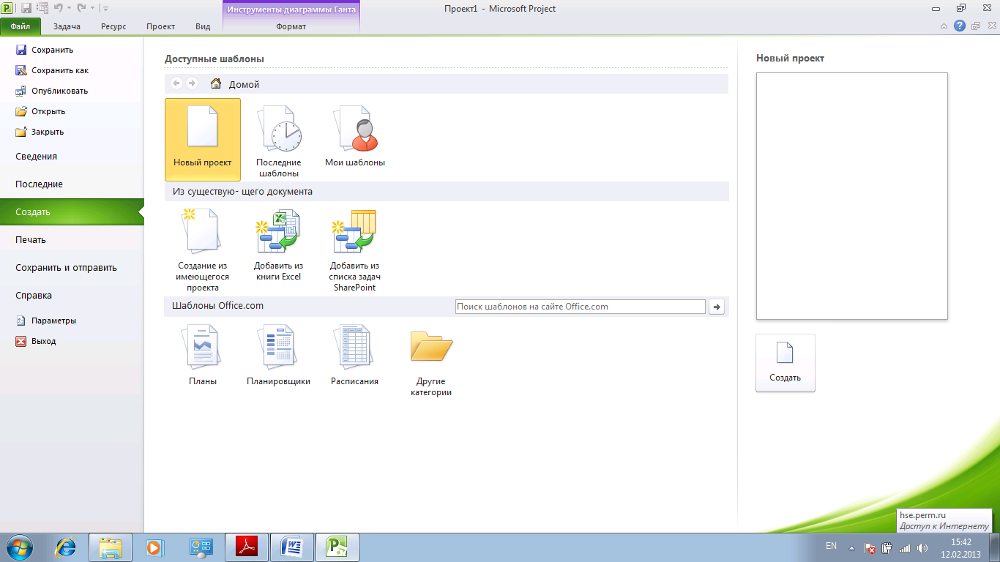 Инструменты диаграммы Ганта
Проект1 - Microsoft Project
Файл Задача Ресурс Проект Вид Формат
Сохранить
Сохранить как
Опубликовать
Открыть
Закрыть
Сведения
Последние
Создать
Печать
Сохранить и отправить
Справка
Параметры
Выход
Доступные шаблоны
Домой
Новый проект
Последние
шаблоны
Мои шаблоны
Из существую- щего документа
Создание из
имеющегося
проекта
Добавить из
книги Excel
Добавить из
списка задач
SharePoint
Шаблоны Office.com
Поиск шаблонов на сайте Office.com
Планы
Планировщики
Расписания
Другие
категории
Новый проект
Создать
hse.perm.ru
Доступ к Интернету
EN
15:42
12.02.2013